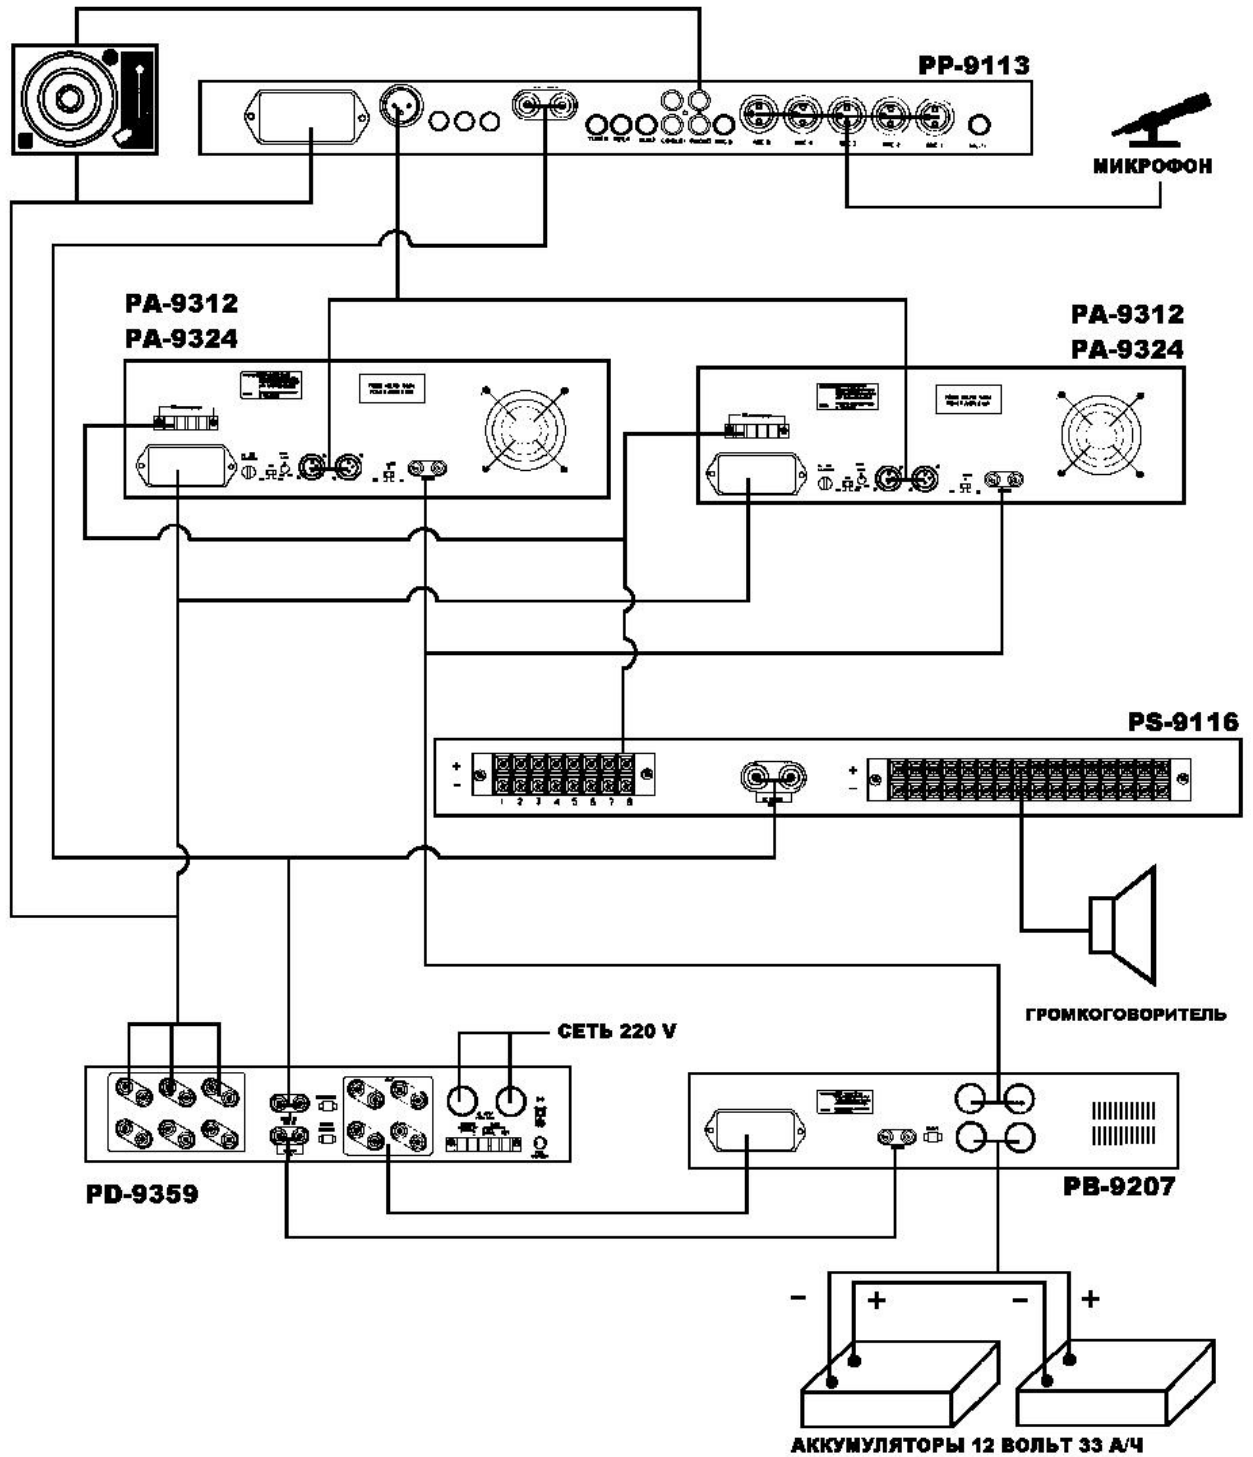 PP-9113
МИКРОФОН
PA-9312
PA-9324
PA-9312
PA-9324
PS-9116
+
−
1 2 3 4 5 6 7 8
+
−
ГРОМКОГОВОРИТЕЛЬ
СЕТЬ 220 V
PD-9359
PB-9207
− + − +
АККУМУЛЯТОРЫ 12 ВОЛЬТ 33 А/Ч